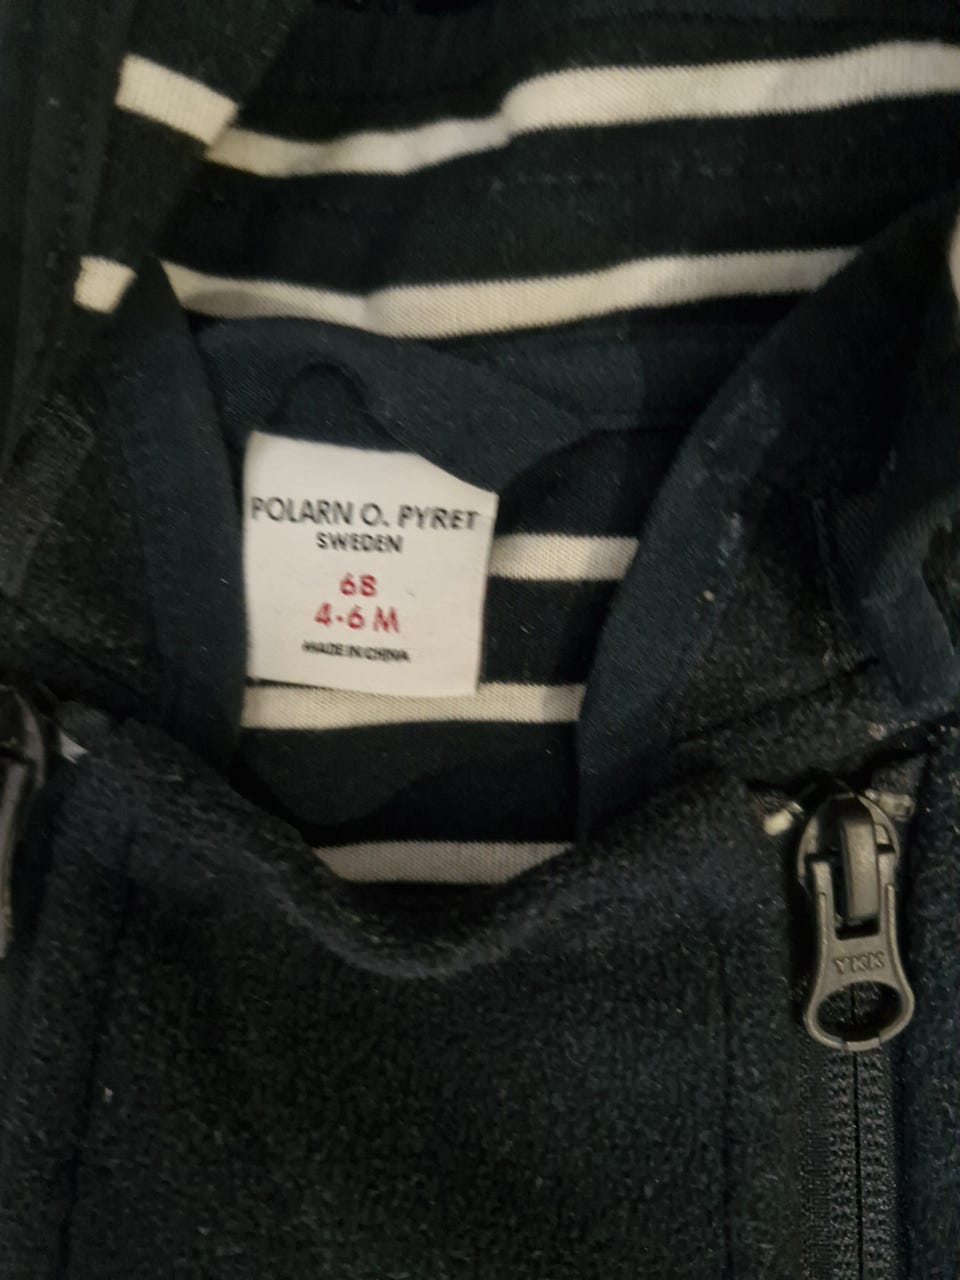 POLARN O. PYRET
SWEDEN
68
4-6 M
MADE IN CHINA
YKK